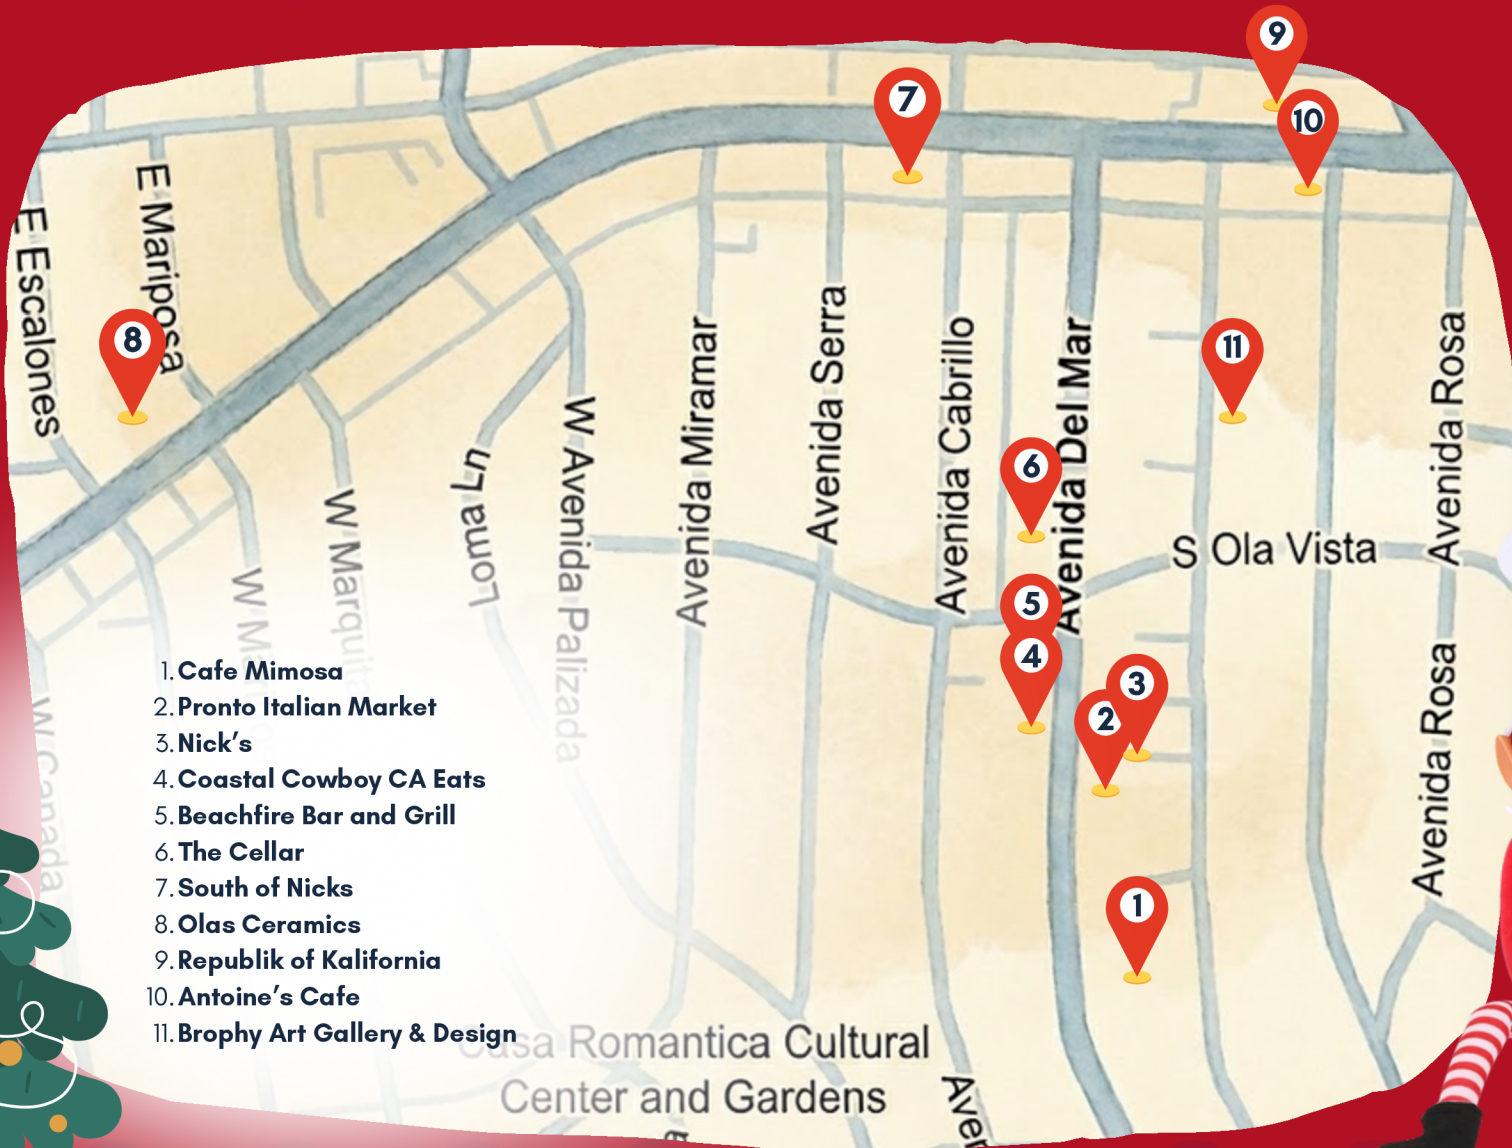 9
7
10
E Mariposa
E Escalones
8
11
Avenida Miramar
Avenida Serra
Avenida Cabrillo
Avenida Del Mar
Avenida Rosa
W Avenida Palizada
Loma Ln
W Marquita
6
S Ola Vista
5
4
3
2
1
Avenida Rosa
W Canada
1. Cafe Mimosa
2. Pronto Italian Market
3. Nick's
4. Coastal Cowboy CA Eats
5. Beachfire Bar and Grill
6. The Cellar
7. South of Nicks
8. Olas Ceramics
9. Republik of Kalifornia
10. Antoine's Cafe
11. Brophy Art Gallery & Design
Casa Romantica Cultural
Center and Gardens
Aver